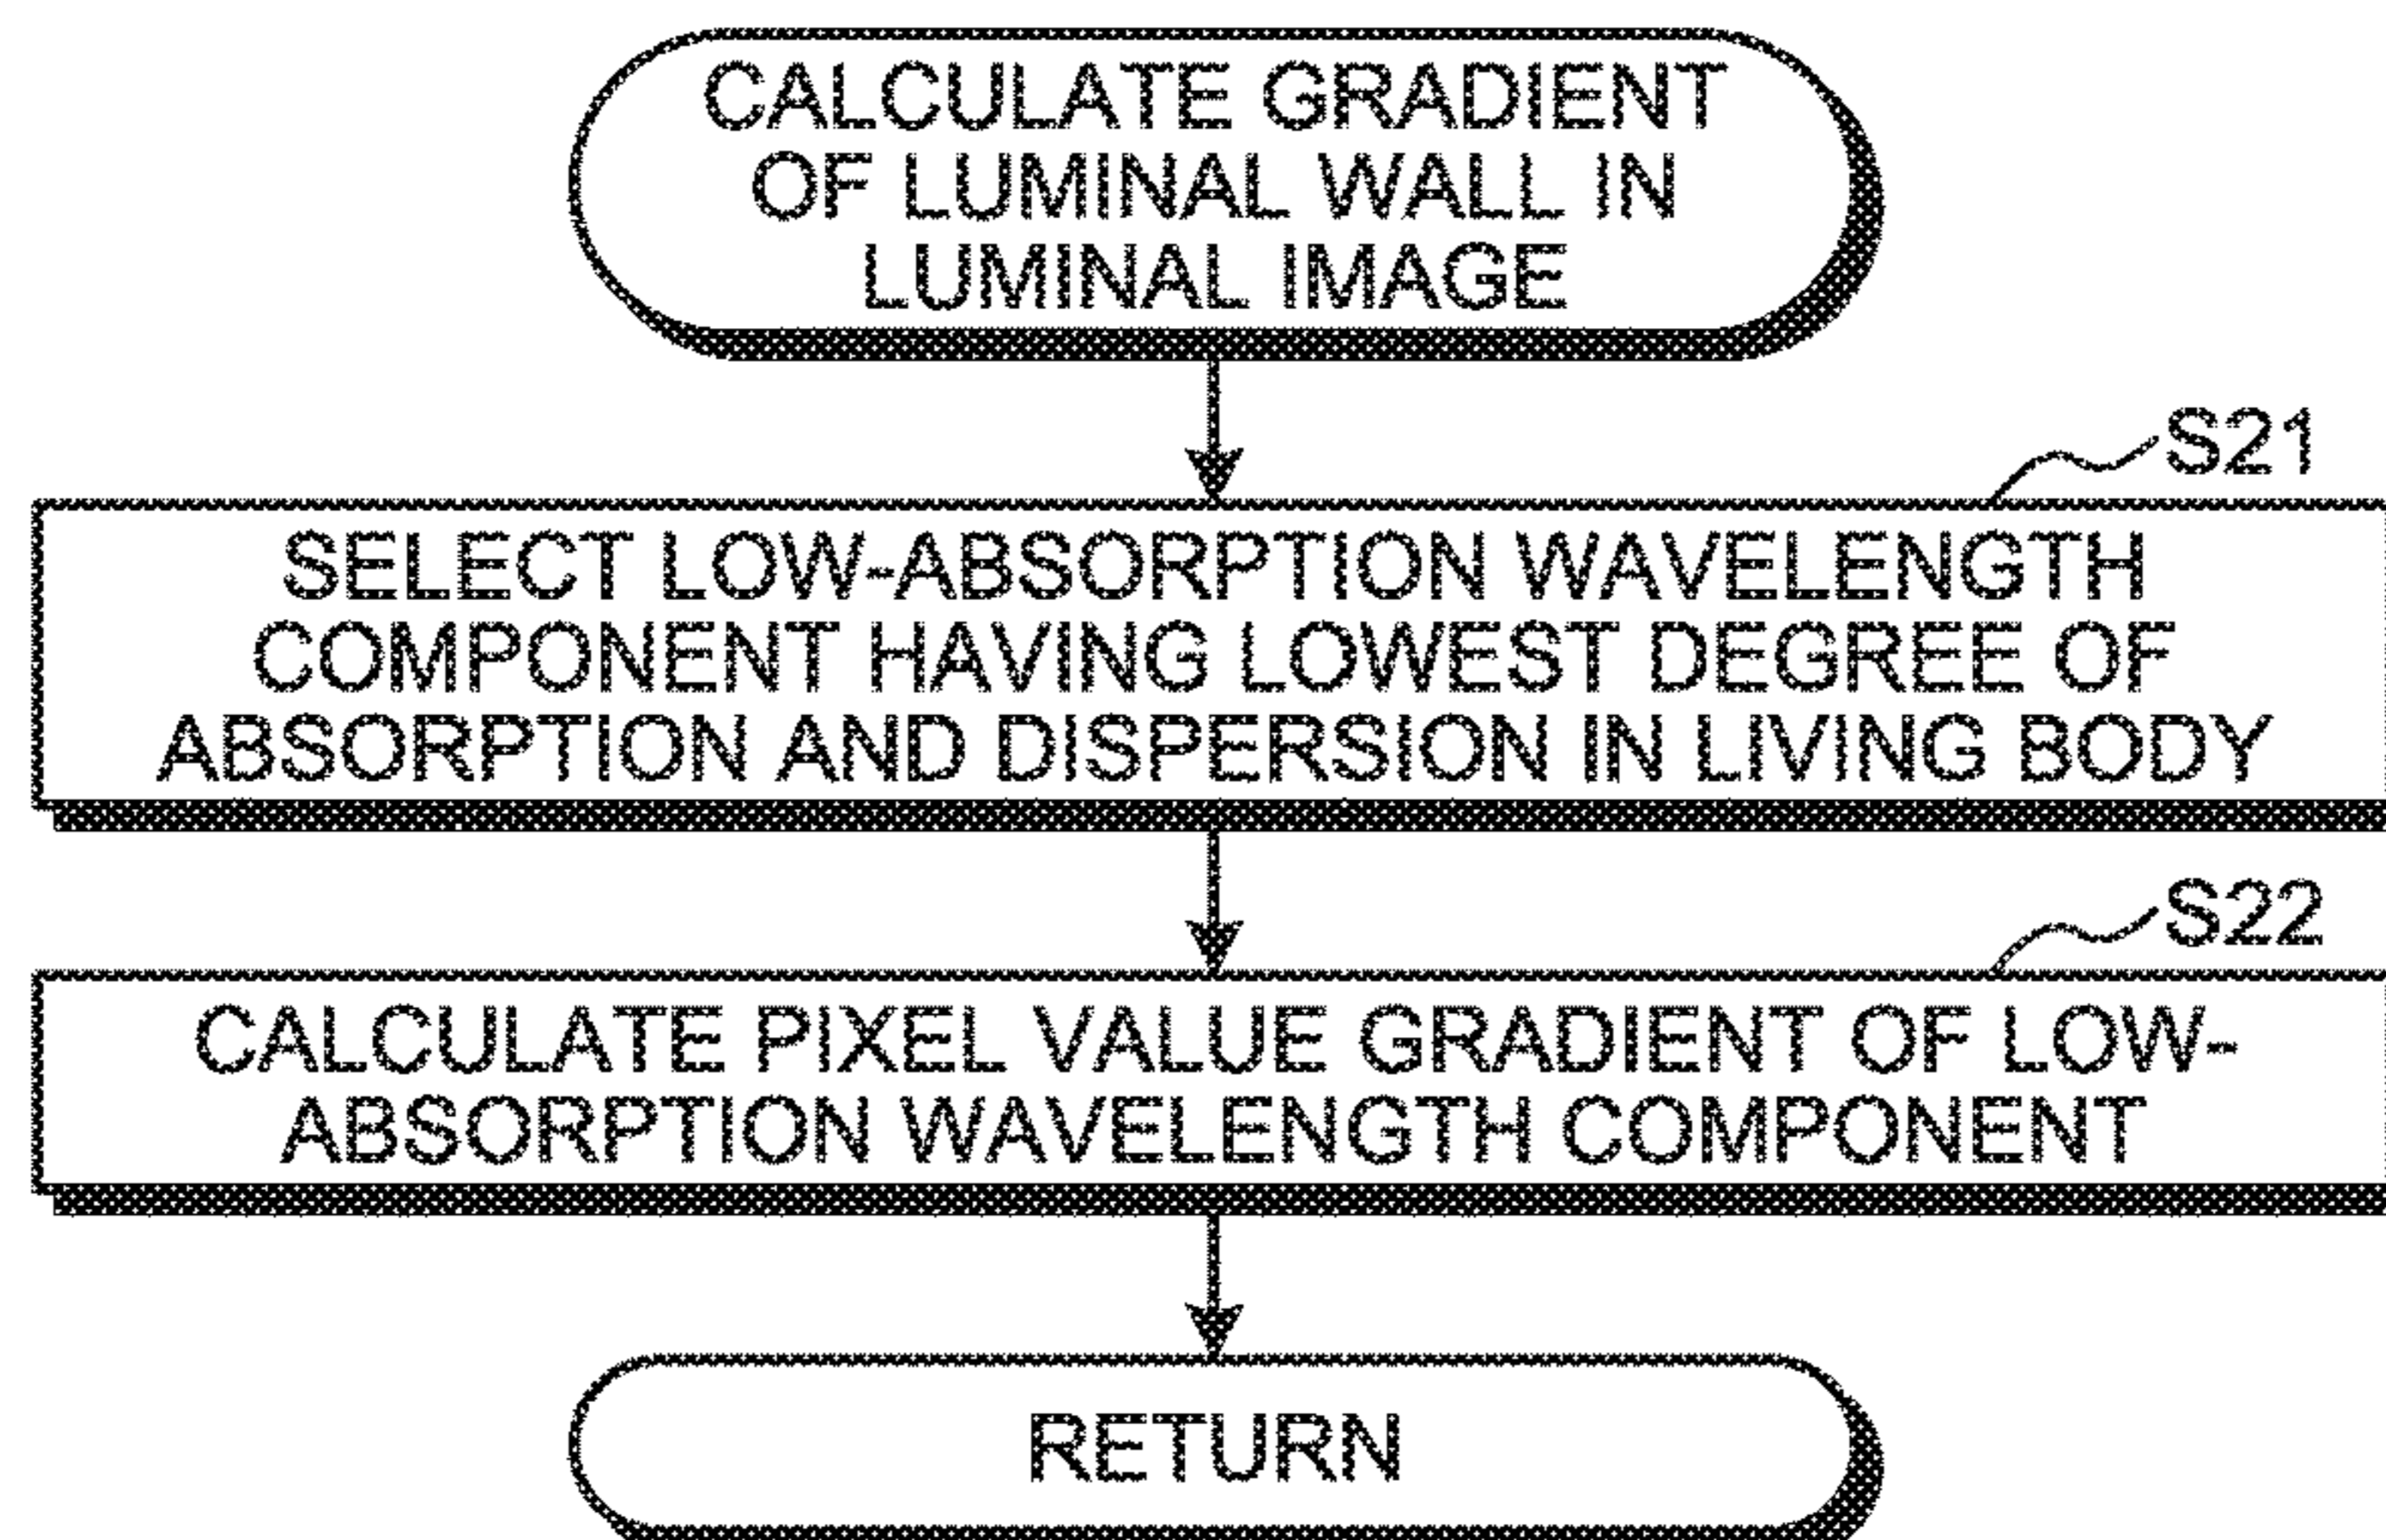 CALCULATE GRADIENT
OF LUMINAL WALL IN
LUMINAL IMAGE
S21
SELECT LOW-ABSORPTION WAVELENGTH
COMPONENT HAVING LOWEST DEGREE OF
ABSORPTION AND DISPERSION IN LIVING BODY
S22
CALCULATE PIXEL VALUE GRADIENT OF LOW-
ABSORPTION WAVELENGTH COMPONENT
RETURN